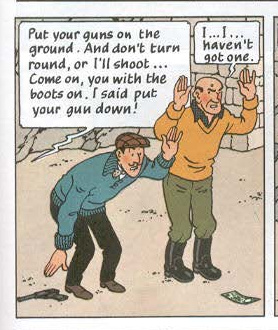 Put your guns on the
ground. And don't turn
round, or I'll shoot ...
Come on, you with the
boots on. I said put
your gun down!
I... I...
haven't
got one.